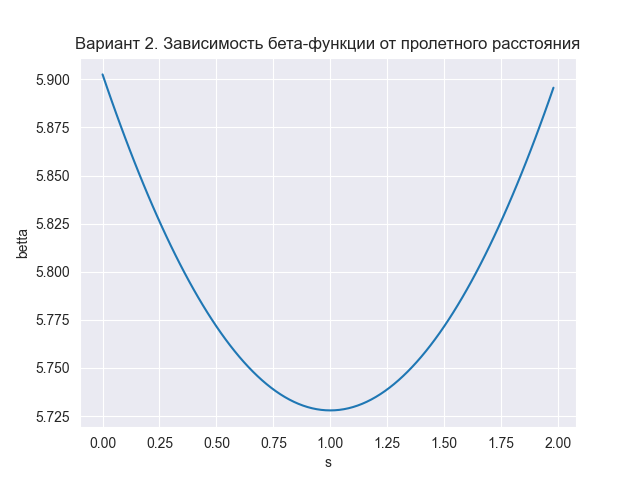 Вариант 2. Зависимость бета-функции от пролетного расстояния
5.900
5.875
5.850
5.825
5.800
5.775
5.750
5.725
betta
0.00 0.25 0.50 0.75 1.00 1.25 1.50 1.75 2.00
s